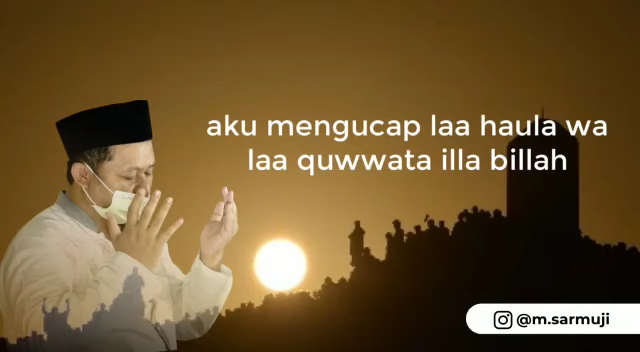 aku mengucap laa haula wa
laa quwwata illa billah
@m.sarmuji